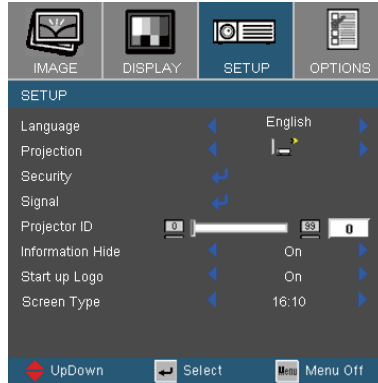 IMAGE DISPLAY SETUP OPTIONS
SETUP
Language English
Projection
Security
Signal
Projector ID 0 99 0
Information Hide On
Start up Logo On
Screen Type 16:10
UpDown Select Menu Menu Off